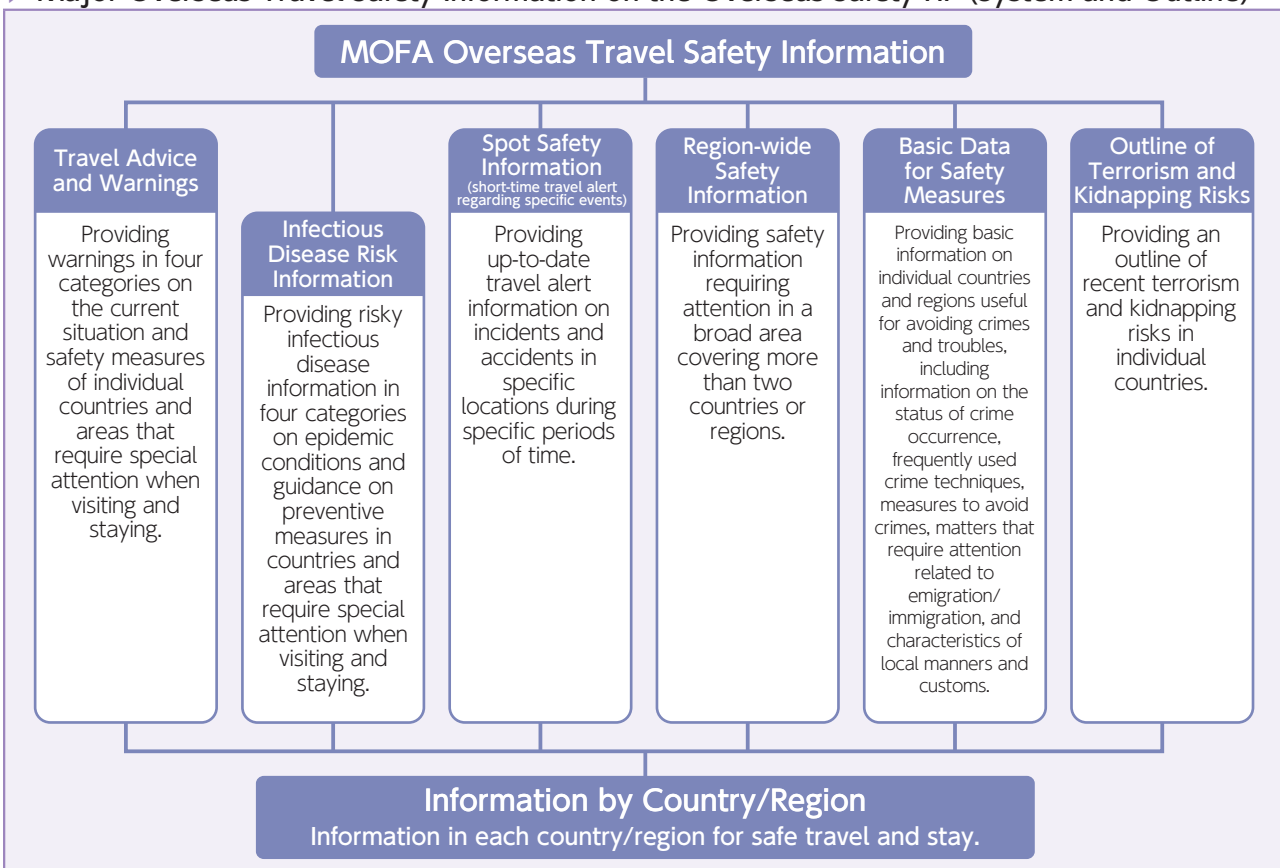 MOFA Overseas Travel Safety Information
Travel Advice
and Warnings
Providing
warnings in four
categories on
the current
situation and
safety measures
of individual
countries and
areas that
require special
attention when
visiting and
staying.
Infectious
Disease Risk
Information
Providing risky
infectious
disease
information in
four categories
on epidemic
conditions and
guidance on
preventive
measures in
countries and
areas that
require special
attention when
visiting and
staying.
Spot Safety
Information
(short-time travel alert
regarding specific events)
Providing
up-to-date
travel alert
information on
incidents and
accidents in
specific
locations during
specific periods
of time.
Region-wide
Safety
Information
Providing safety
information
requiring
attention in a
broad area
covering more
than two
countries or
regions.
Basic Data
for Safety
Measures
Providing basic
information on
individual countries
and regions useful
for avoiding crimes
and troubles,
including
information on the
status of crime
occurrence,
frequently used
crime techniques,
measures to avoid
crimes, matters that
require attention
related to
emigration/
immigration, and
characteristics of
local manners and
customs.
Outline of
Terrorism and
Kidnapping Risks
Providing an
outline of
recent terrorism
and kidnapping
risks in
individual
countries.
Information by Country/Region
Information in each country/region for safe travel and stay.